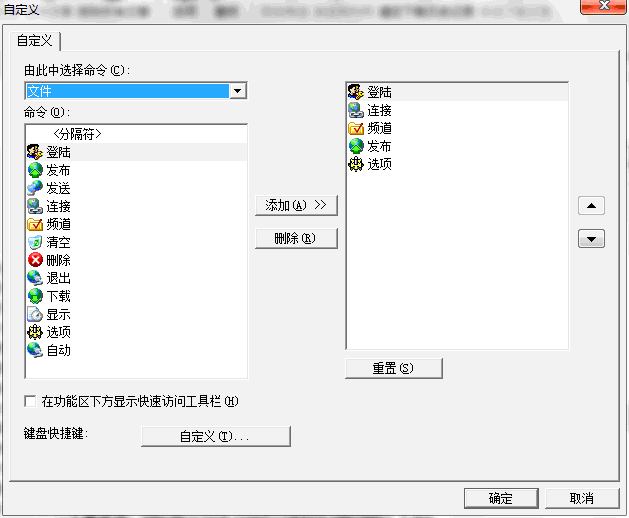 自定义
自定义
由此中选择命令(C):
文件
命令(O):
<分隔符>
登陆
发布
发送
连接
频道
清空
删除
退出
下载
显示
选项
自动
添加(A) >>
删除(R)
登陆
连接
频道
发布
选项
重置(S)
在功能区下方显示快速访问工具栏(H)
键盘快捷键:
自定义(T)...
确定
取消